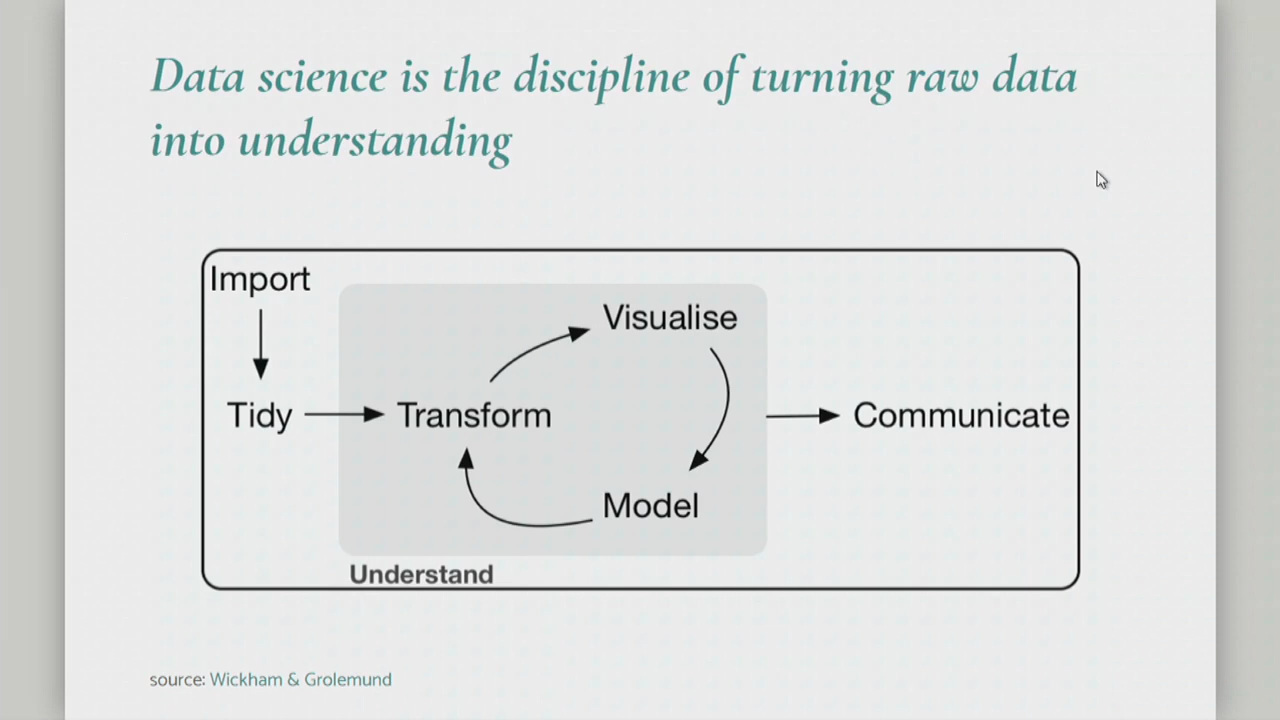 Data science is the discipline of turning raw data
into understanding
Import
Visualise
Tidy
Transform
Communicate
Model
Understand
source: Wickham & Grolemund